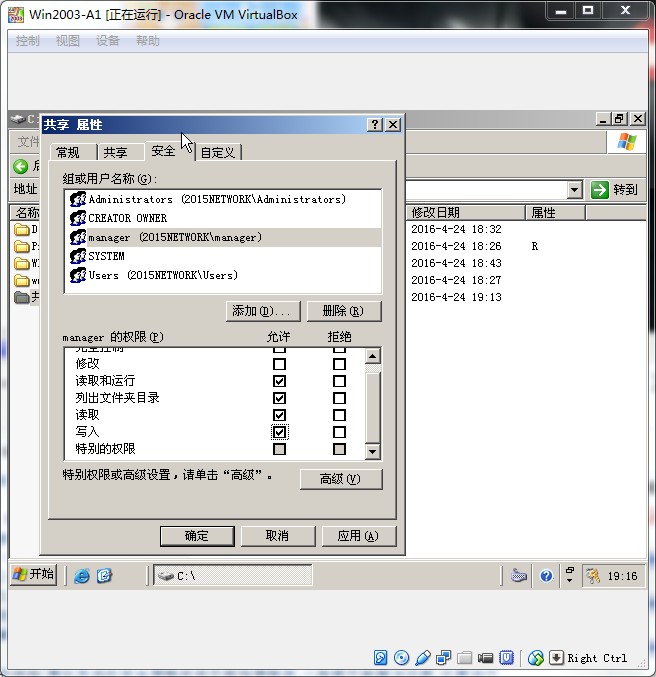 Win2003-A1 [正在运行] - Oracle VM VirtualBox
控制 视图 设备 帮助
C:
共享 属性
文件
常规 共享 安全 自定义
后
组或用户名称(G):
地址
转到
Administrators (2015NETWORK\Administrators)
名称
修改日期 属性
CREATOR OWNER
D
2016-4-24 18:32
manager (2015NETWORK\manager)
2016-4-24 18:26 R
SYSTEM
2016-4-24 18:43
Users (2015NETWORK\Users)
2016-4-24 18:27
共
2016-4-24 19:13
添加(D)... 删除(R)
manager 的权限(P) 允许 拒绝
完全控制
修改
读取和运行
列出文件夹目录
读取
写入
特别的权限
特别权限或高级设置，请单击“高级”。
高级(V)
确定 取消 应用(A)
开始
C:\
19:16
Right Ctrl